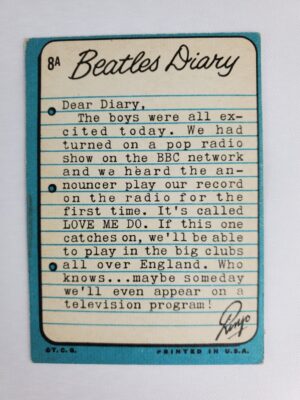 8A Beatles Diary
Dear Diary,
The boys were all ex-
cited today. We had
turned on a pop radio
show on the BBC network
and we heard the an-
nouncer play our record
on the radio for the
first time. It's called
LOVE ME DO. If this one
catches on, we'll be able
to play in the big clubs
all over England. Who
knows...maybe someday
we'll even appear on a
television program!
Ringo
©T.C.G. PRINTED IN U.S.A.